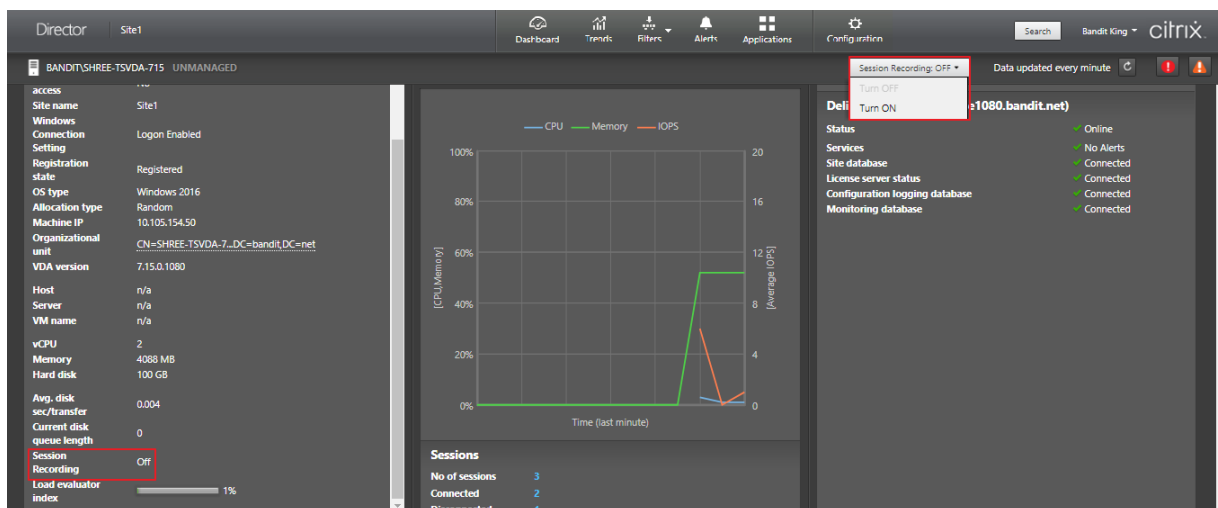 Director Site1 Dashboard Trends Filters Alerts Applications Configuration Search Bandit King citrix
BANDIT\SHREE-TSVDA-715 UNMANAGED Session Recording: OFF Data updated every minute
Turn OFF
Turn ON
access
Site name Site1
Windows Connection Setting Logon Enabled
Registration state Registered
OS type Windows 2016
Allocation type Random
Machine IP 10.105.154.50
Organizational unit CN=SHREE-TSVDA-7...DC=bandit,DC=net
VDA version 7.15.0.1080
Host n/a
Server n/a
VM name n/a
vCPU 2
Memory 4088 MB
Hard disk 100 GB
Avg. disk sec/transfer 0.004
Current disk queue length 0
Session Recording Off
Load evaluator index 1%
CPU Memory IOPS
100% 20
80% 16
60% 12
40% 8
20% 4
0% 0
[CPU,Memory]
[Average IOPS]
Time (last minute)
Sessions
No of sessions 3
Connected 2
Deli e1080.bandit.net)
Status Online
Services No Alerts
Site database Connected
License server status Connected
Configuration logging database Connected
Monitoring database Connected